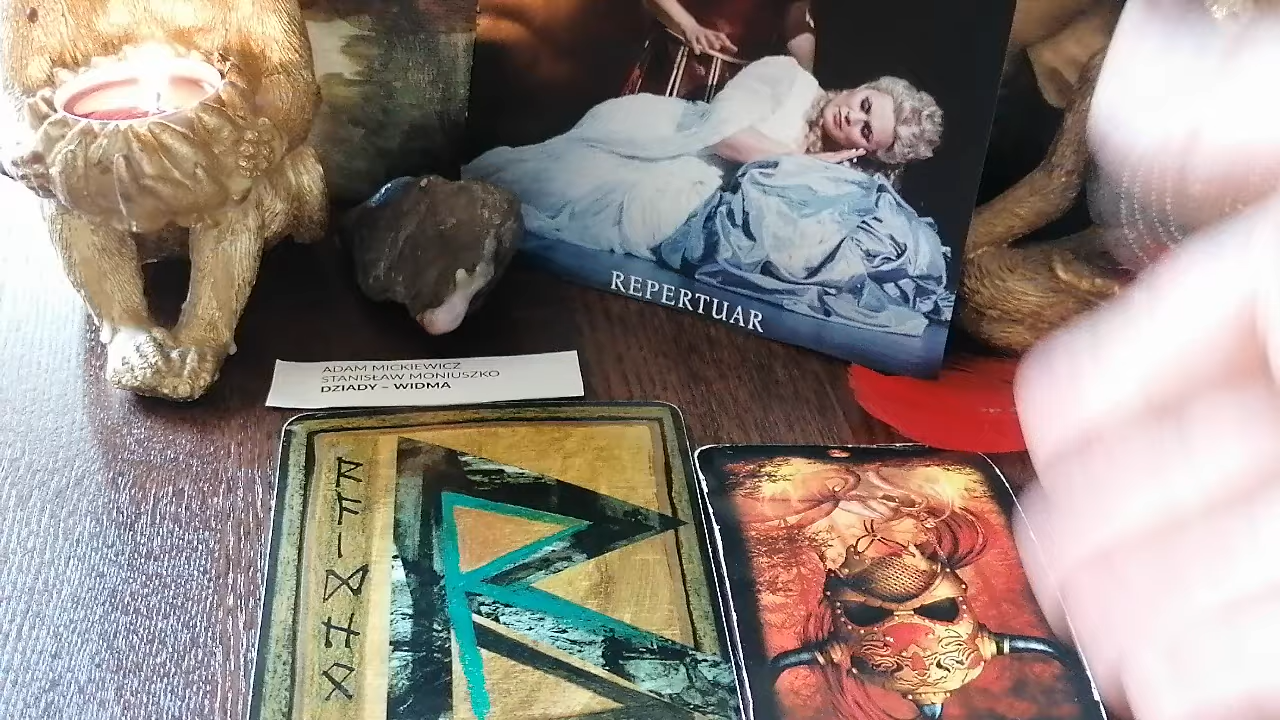 REPERTUAR
ADAM MICKIEWICZ
STANISŁAW MONIUSZKO
DZIADY – WIDMA